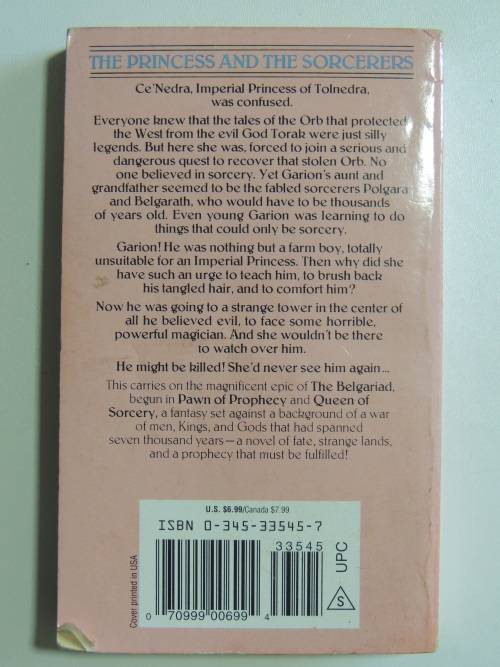 THE PRINCESS AND THE SORCERERS
Ce'Nedra, Imperial Princess of Tolnedra,
was confused.
Everyone knew that the tales of the Orb that protected
the West from the evil God Torak were just silly
legends. But here she was, forced to join a serious and
dangerous quest to recover that stolen Orb. No
one believed in sorcery. Yet Garion's aunt and
grandfather seemed to be the fabled sorcerers Polgara
and Belgarath, who would have to be thousands
of years old. Even young Garion was learning to do
things that could only be sorcery.
Garion! He was nothing but a farm boy, totally
unsuitable for an Imperial Princess. Then why did she
have such an urge to teach him, to brush back
his tangled hair, and to comfort him?
Now he was going to a strange tower in the center of
all he believed evil, to face some horrible,
powerful magician. And she wouldn't be there
to watch over him.
He might be killed! She'd never see him again...
This carries on the magnificent epic of The Belgariad,
begun in Pawn of Prophecy and Queen of
Sorcery, a fantasy set against a background of a war
of men, Kings, and Gods that had spanned
seven thousand years—a novel of fate, strange lands,
and a prophecy that must be fulfilled!
U.S. $6.99/Canada $7.99
ISBN 0-345-33545-7
33545
UPC
S
Cover printed in USA
0 70999 00699 4